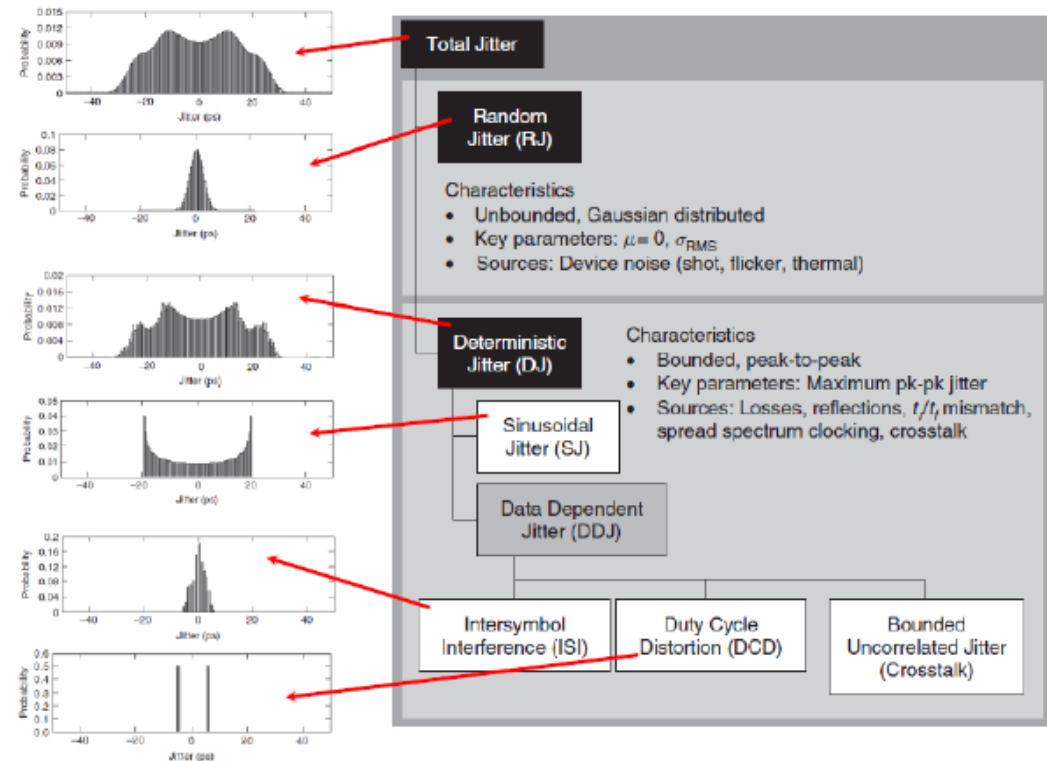 0.015
0.012
0.009
0.006
0.003
0
Probability
−40 −20 0 20 40
Jitter (ps)
0.1
0.08
0.06
0.04
0.02
0
Probability
−40 −20 0 20 40
Jitter (ps)
0.02
0.016
0.012
0.008
0.004
0
Probability
−40 −20 0 20 40
Jitter (ps)
0.05
0.04
0.03
0.02
0.01
0
Probability
−40 −20 0 20 40
Jitter (ps)
0.2
0.16
0.12
0.08
0.04
0
Probability
−40 −20 0 20 40
Jitter (ps)
0.6
0.5
0.4
0.3
0.2
0.1
0.0
Probability
−40 −20 0 20 40
Jitter (ps)
Total Jitter
Random
Jitter (RJ)
Characteristics
• Unbounded, Gaussian distributed
• Key parameters: μ = 0, σRMS
• Sources: Device noise (shot, flicker, thermal)
Deterministic
Jitter (DJ)
Characteristics
• Bounded, peak-to-peak
• Key parameters: Maximum pk-pk jitter
• Sources: Losses, reflections, tr/tf mismatch,
spread spectrum clocking, crosstalk
Sinusoidal
Jitter (SJ)
Data Dependent
Jitter (DDJ)
Intersymbol
Interference (ISI)
Duty Cycle
Distortion (DCD)
Bounded
Uncorrelated Jitter
(Crosstalk)